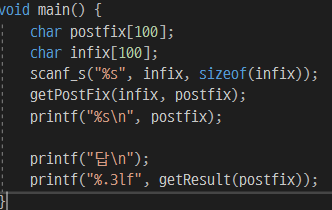 void main() {
char postfix[100];
char infix[100];
scanf_s("%s", infix, sizeof(infix));
getPostFix(infix, postfix);
printf("%s\n", postfix);
printf("답\n");
printf("%.3lf", getResult(postfix));
}